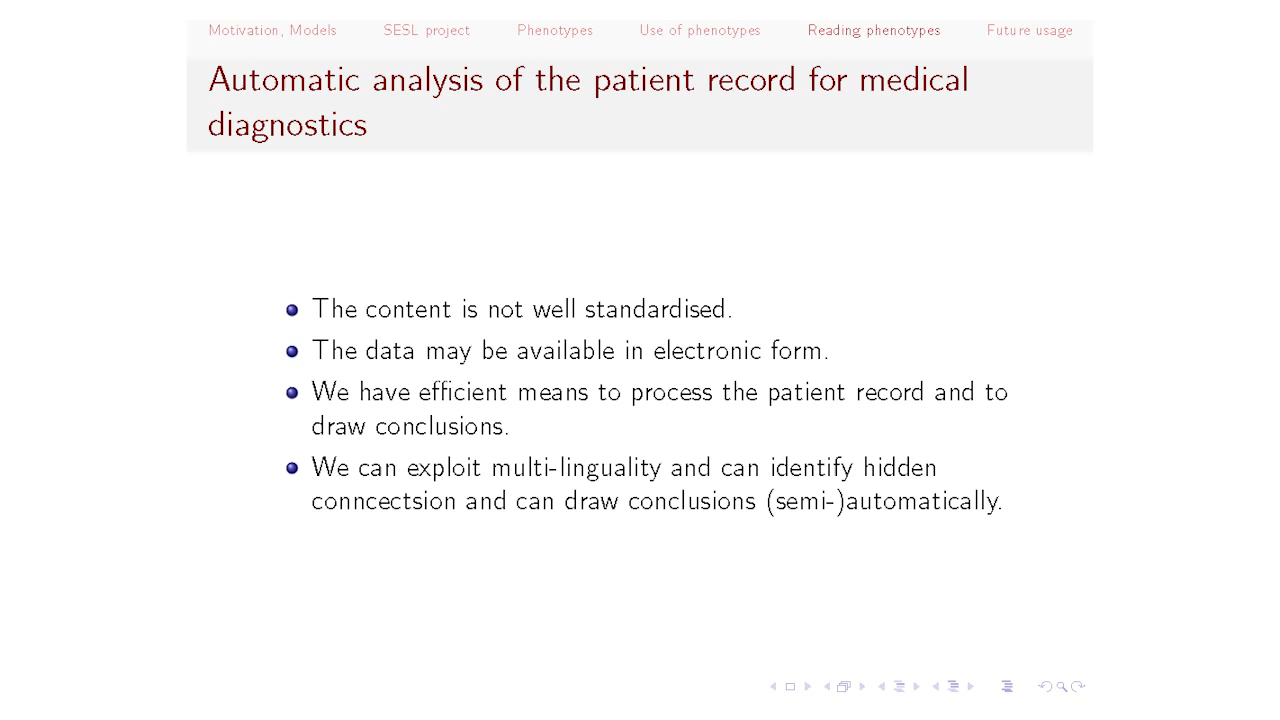 Motivation, Models SESL project Phenotypes Use of phenotypes Reading phenotypes Future usage
Automatic analysis of the patient record for medical
diagnostics
The content is not well standardised.
The data may be available in electronic form.
We have efficient means to process the patient record and to
draw conclusions.
We can exploit multi-linguality and can identify hidden
conncectsion and can draw conclusions (semi-)automatically.